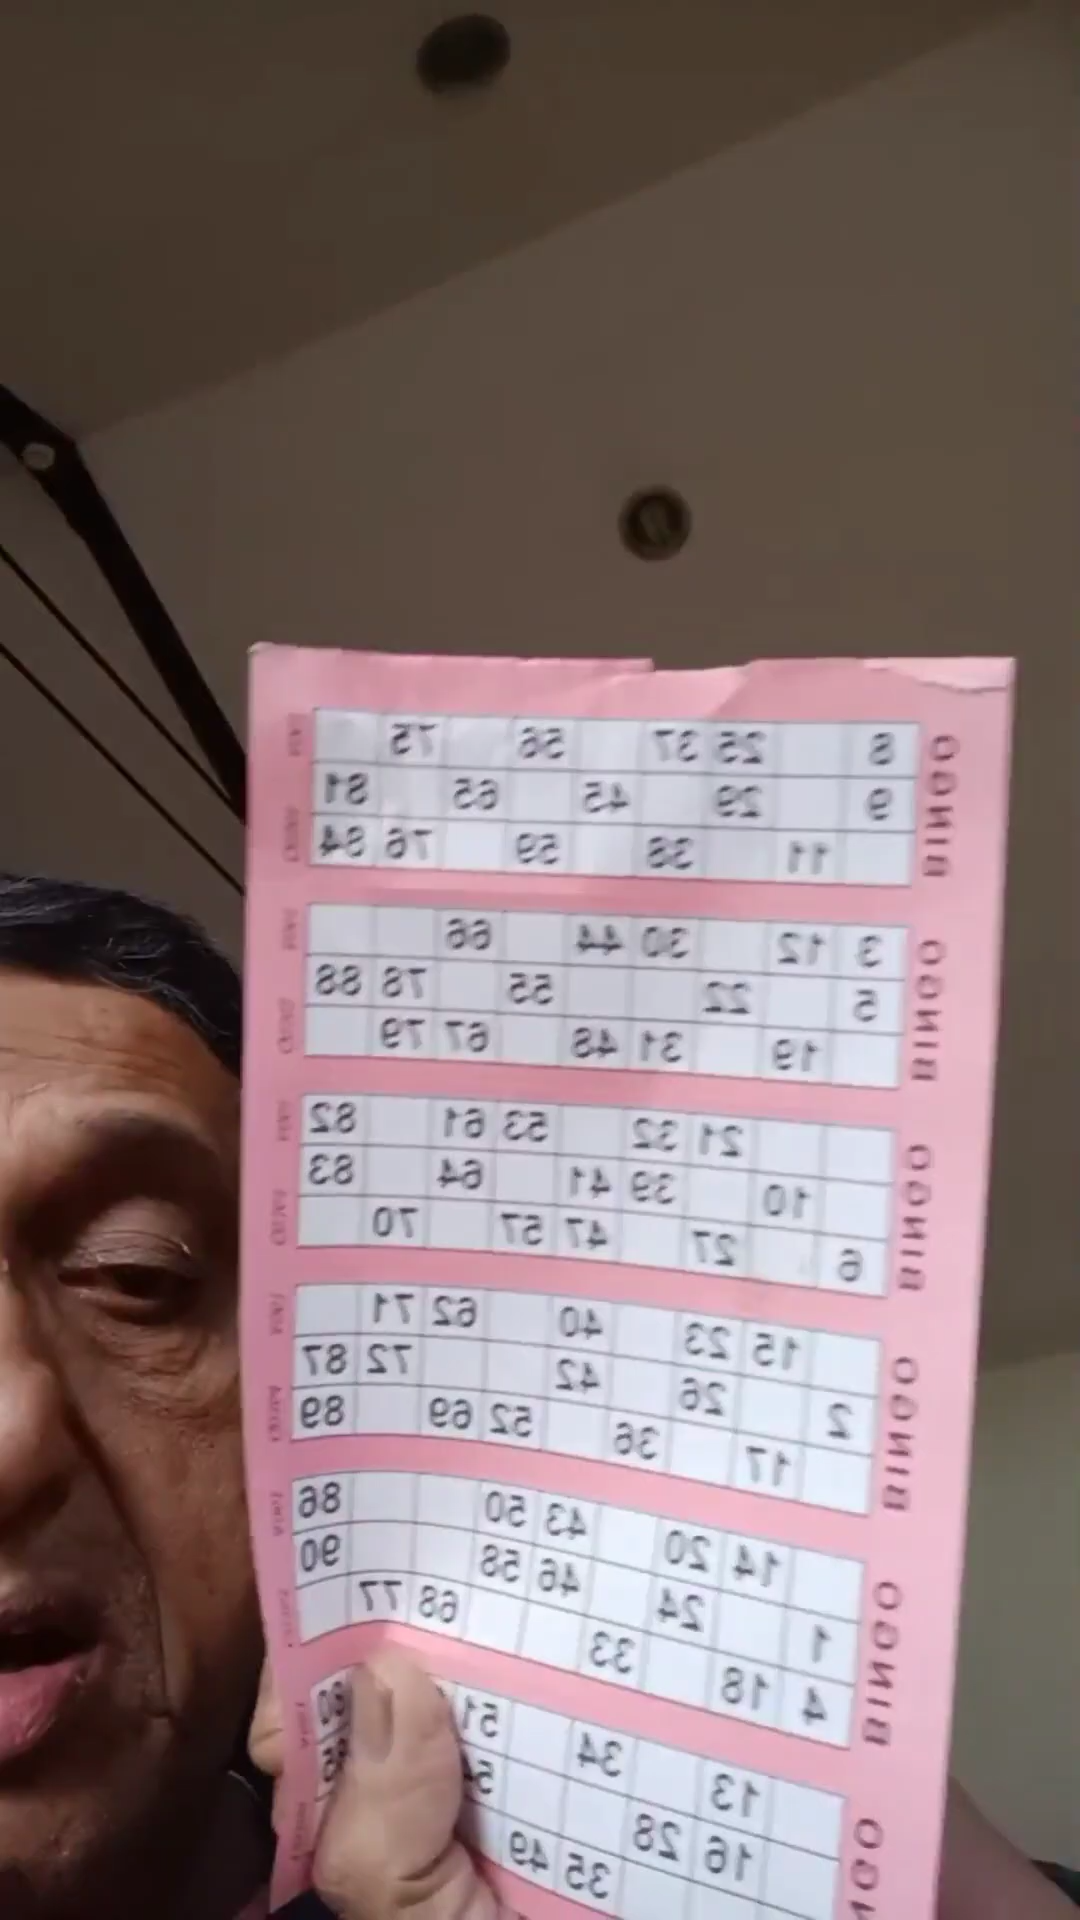 BINGO
8 25 37 56 75
9 29 45 65 81
11 38 59 76 84
BINGO
3 12 30 44 66
5 22 55 78 88
19 31 48 67 79
BINGO
21 32 53 61 82
10 39 41 64 83
6 27 47 57 70
BINGO
15 23 40 62 71
2 26 42 72 87
17 36 52 69 89
BINGO
14 20 43 50 86
1 24 46 58 90
4 18 33 68 77
13 34 51 80
16 28
35 49